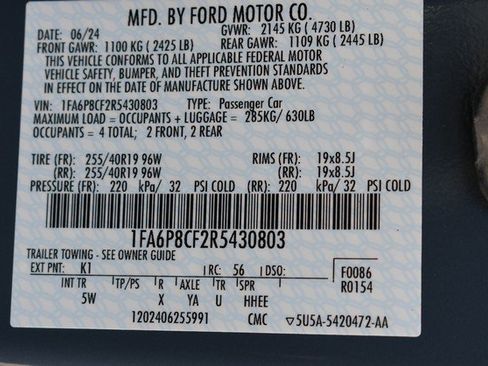 MFD. BY FORD MOTOR CO.
DATE: 06/24 GVWR: 2145 KG ( 4730 LB)
FRONT GAWR: 1100 KG ( 2425 LB) REAR GAWR: 1109 KG ( 2445 LB)
THIS VEHICLE CONFORMS TO ALL APPLICABLE FEDERAL MOTOR
VEHICLE SAFETY, BUMPER, AND THEFT PREVENTION STANDARDS
IN EFFECT ON THE DATE OF MANUFACTURE SHOWN ABOVE.
VIN: 1FA6P8CF2R5430803 TYPE: Passenger Car
MAXIMUM LOAD = OCCUPANTS + LUGGAGE = 285KG/ 630LB
OCCUPANTS = 4 TOTAL; 2 FRONT, 2 REAR
TIRE (FR): 255/40R19 96W RIMS (FR): 19x8.5J
(RR): 255/40R19 96W (RR): 19x8.5J
PRESSURE (FR): 220 kPa/ 32 PSI COLD (RR): 220 kPa/ 32 PSI COLD
1FA6P8CF2R5430803
TRAILER TOWING - SEE OWNER GUIDE
EXT PNT: K1 RC: 56 DSO: F0086
INT TR TP/PS R AXLE TR SPR R0154
5W X YA U HHEE
1202406255991 CMC ▽5U5A-5420472-AA